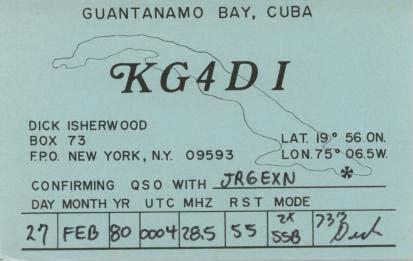 GUANTANAMO BAY, CUBA
KG4DI
DICK ISHERWOOD
BOX 73
F.P.O. NEW YORK, N.Y. 09593
LAT. 19° 56 ON.
LON. 75° 06.5W.
CONFIRMING QSO WITH JR6EXN
DAY MONTH YR UTC MHZ RST MODE
27 FEB 80 0004 28.5 55 2X SSB 73's Dick